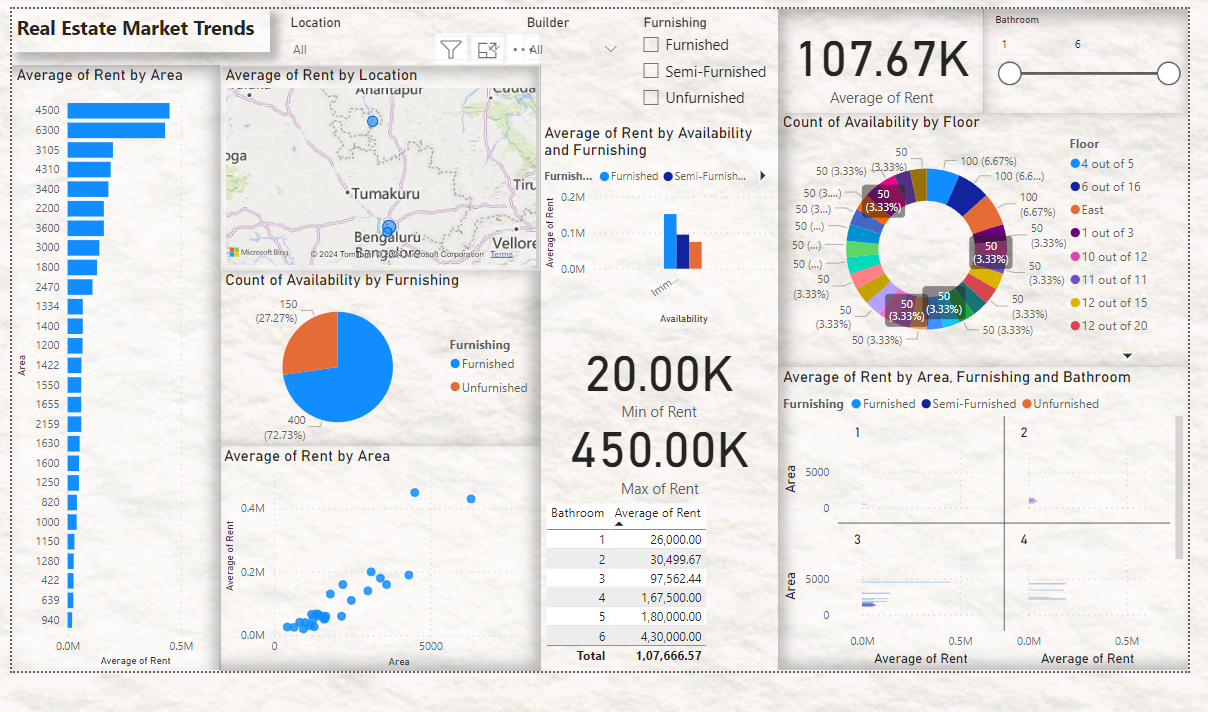 Real Estate Market Trends
Location
All
Builder
All
Furnishing
Furnished
Semi-Furnished
Unfurnished
107.67K
Average of Rent
Bathroom
1
6
Average of Rent by Area
4500
6300
3105
4310
3400
2200
3600
3000
1800
2470
1334
1400
1200
1422
1550
1655
2159
1630
1600
1250
820
1000
1150
1280
422
639
940
Area
0.0M
0.5M
Average of Rent
Average of Rent by Location
Anantapur
oga
Tumakuru
Tiru
Bengaluru
Vellore
Microsoft Bing
Microsoft Corporation
Terms
Count of Availability by Furnishing
150
(27.27%)
400
(72.73%)
Furnishing
Furnished
Unfurnished
Average of Rent by Area
Average of Rent
0.4M
0.2M
0.0M
0
5000
Area
Average of Rent by Availability
and Furnishing
Furnish...
Furnished
Semi-Furnish...
Average of Rent
0.2M
0.1M
0.0M
Imm...
Availability
20.00K
Min of Rent
450.00K
Max of Rent
Bathroom Average of Rent
1 26,000.00
2 30,499.67
3 97,562.44
4 1,67,500.00
5 1,80,000.00
6 4,30,000.00
Total 1,07,666.57
Count of Availability by Floor
50
(3.33%)
100 (6.67%)
100 (6.6...)
100
(6.67%)
50
(3.33%)
50
(3.33%)
50
(3.33%)
50
(3.33%)
50 (3.33%)
50
(3.33%)
50
(3.33%)
50 (3.33%)
50
(3.33%)
50
(3.33%)
50 (...)
50 (...)
50 (3...)
50 (3....)
50 (3.33%)
50
(3.33%)
Floor
4 out of 5
6 out of 16
East
1 out of 3
10 out of 12
11 out of 11
12 out of 15
12 out of 20
Average of Rent by Area, Furnishing and Bathroom
Furnishing
Furnished
Semi-Furnished
Unfurnished
1
2
Area
5000
0
3
4
Area
5000
0
0.0M
0.5M
0.0M
0.5M
Average of Rent
Average of Rent